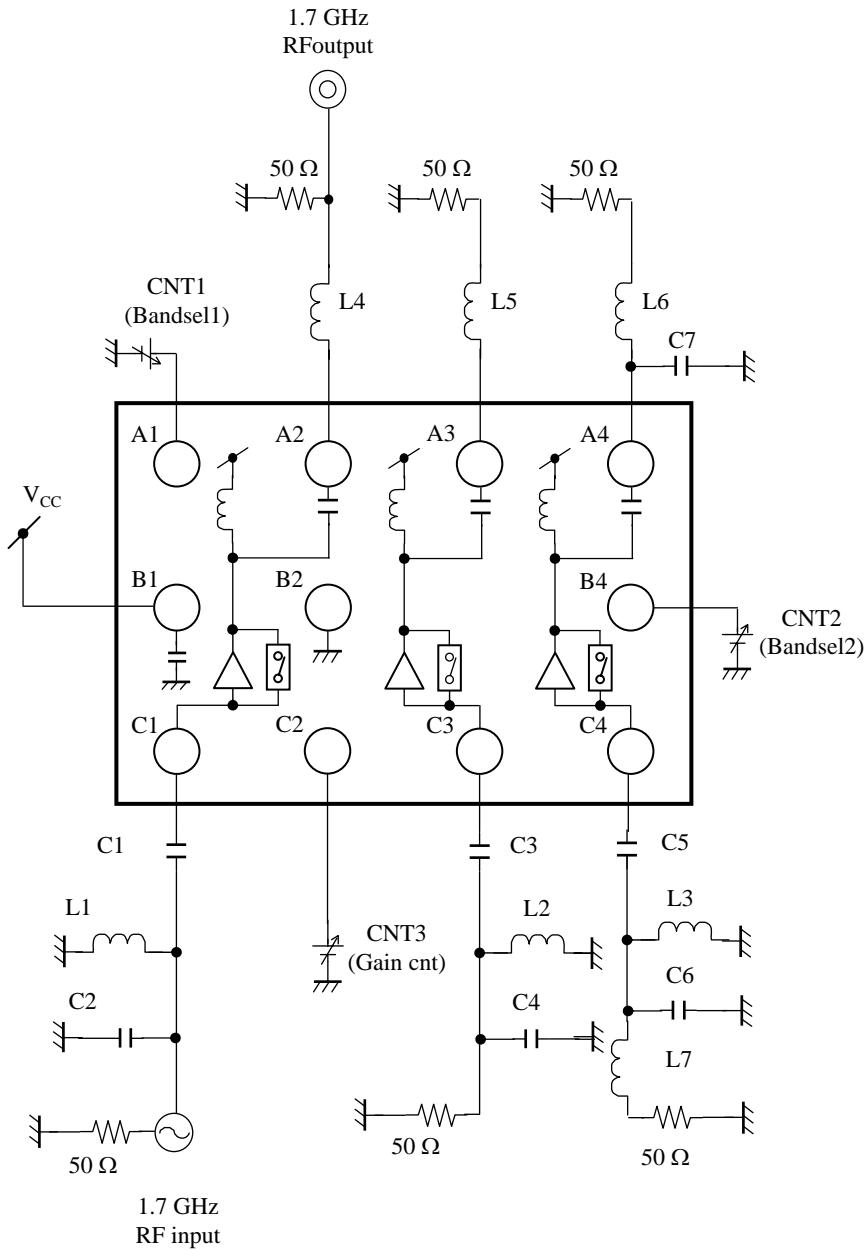 1.7 GHz
RFoutput
50 Ω
50 Ω
50 Ω
CNT1
(Bandsel1)
L4
L5
L6
C7
A1
A2
A3
A4
VCC
B1
B2
B4
CNT2
(Bandsel2)
C1
C2
C3
C4
C1
C3
C5
L1
L2
L3
CNT3
(Gain cnt)
C2
C4
C6
L7
50 Ω
50 Ω
50 Ω
1.7 GHz
RF input